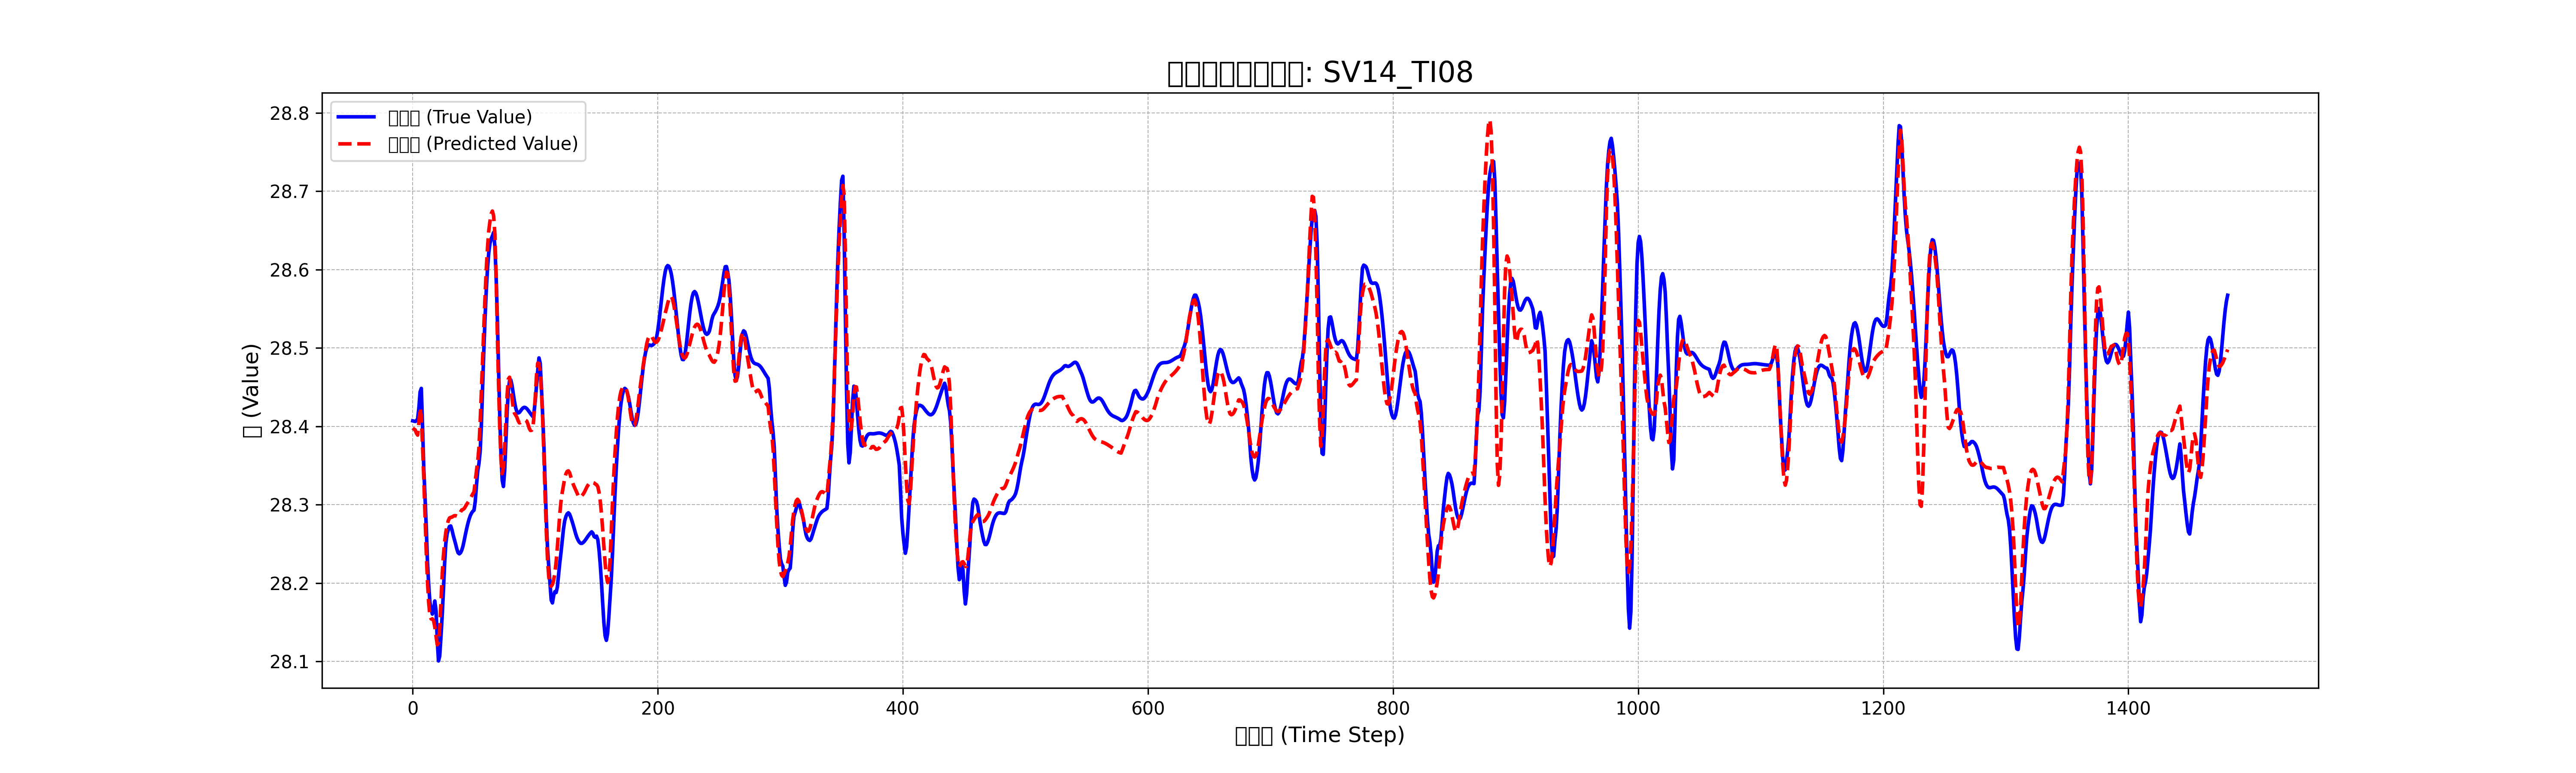 : SV14_TI08
(True Value)
(Predicted Value)
(Value)
28.8
28.7
28.6
28.5
28.4
28.3
28.2
28.1
0 200 400 600 800 1000 1200 1400
(Time Step)